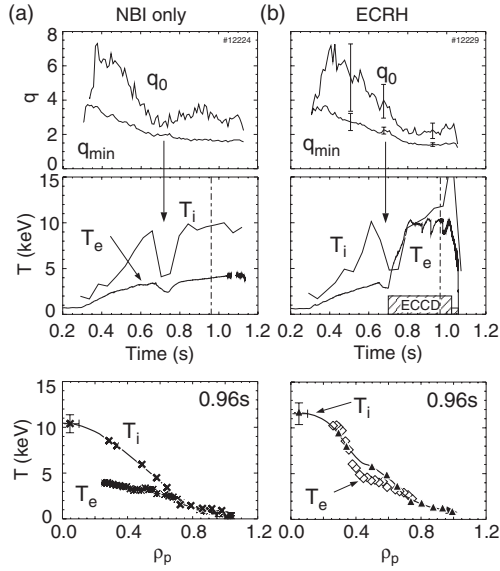 (a) NBI only
(b) ECRH
#12224
#12229
q
8
6
4
2
0
q0
qmin
q0
qmin
T (keV)
15
10
5
0
Te
Ti
Ti
Te
ECCD
0.2 0.4 0.6 0.8 1.0 1.2
0.2 0.4 0.6 0.8 1.0 1.2
Time (s)
Time (s)
T (keV)
15
10
5
0
0.96s
0.96s
Ti
Te
Ti
Te
0.0 0.4 0.8 1.2
0.0 0.4 0.8 1.2
ρp
ρp